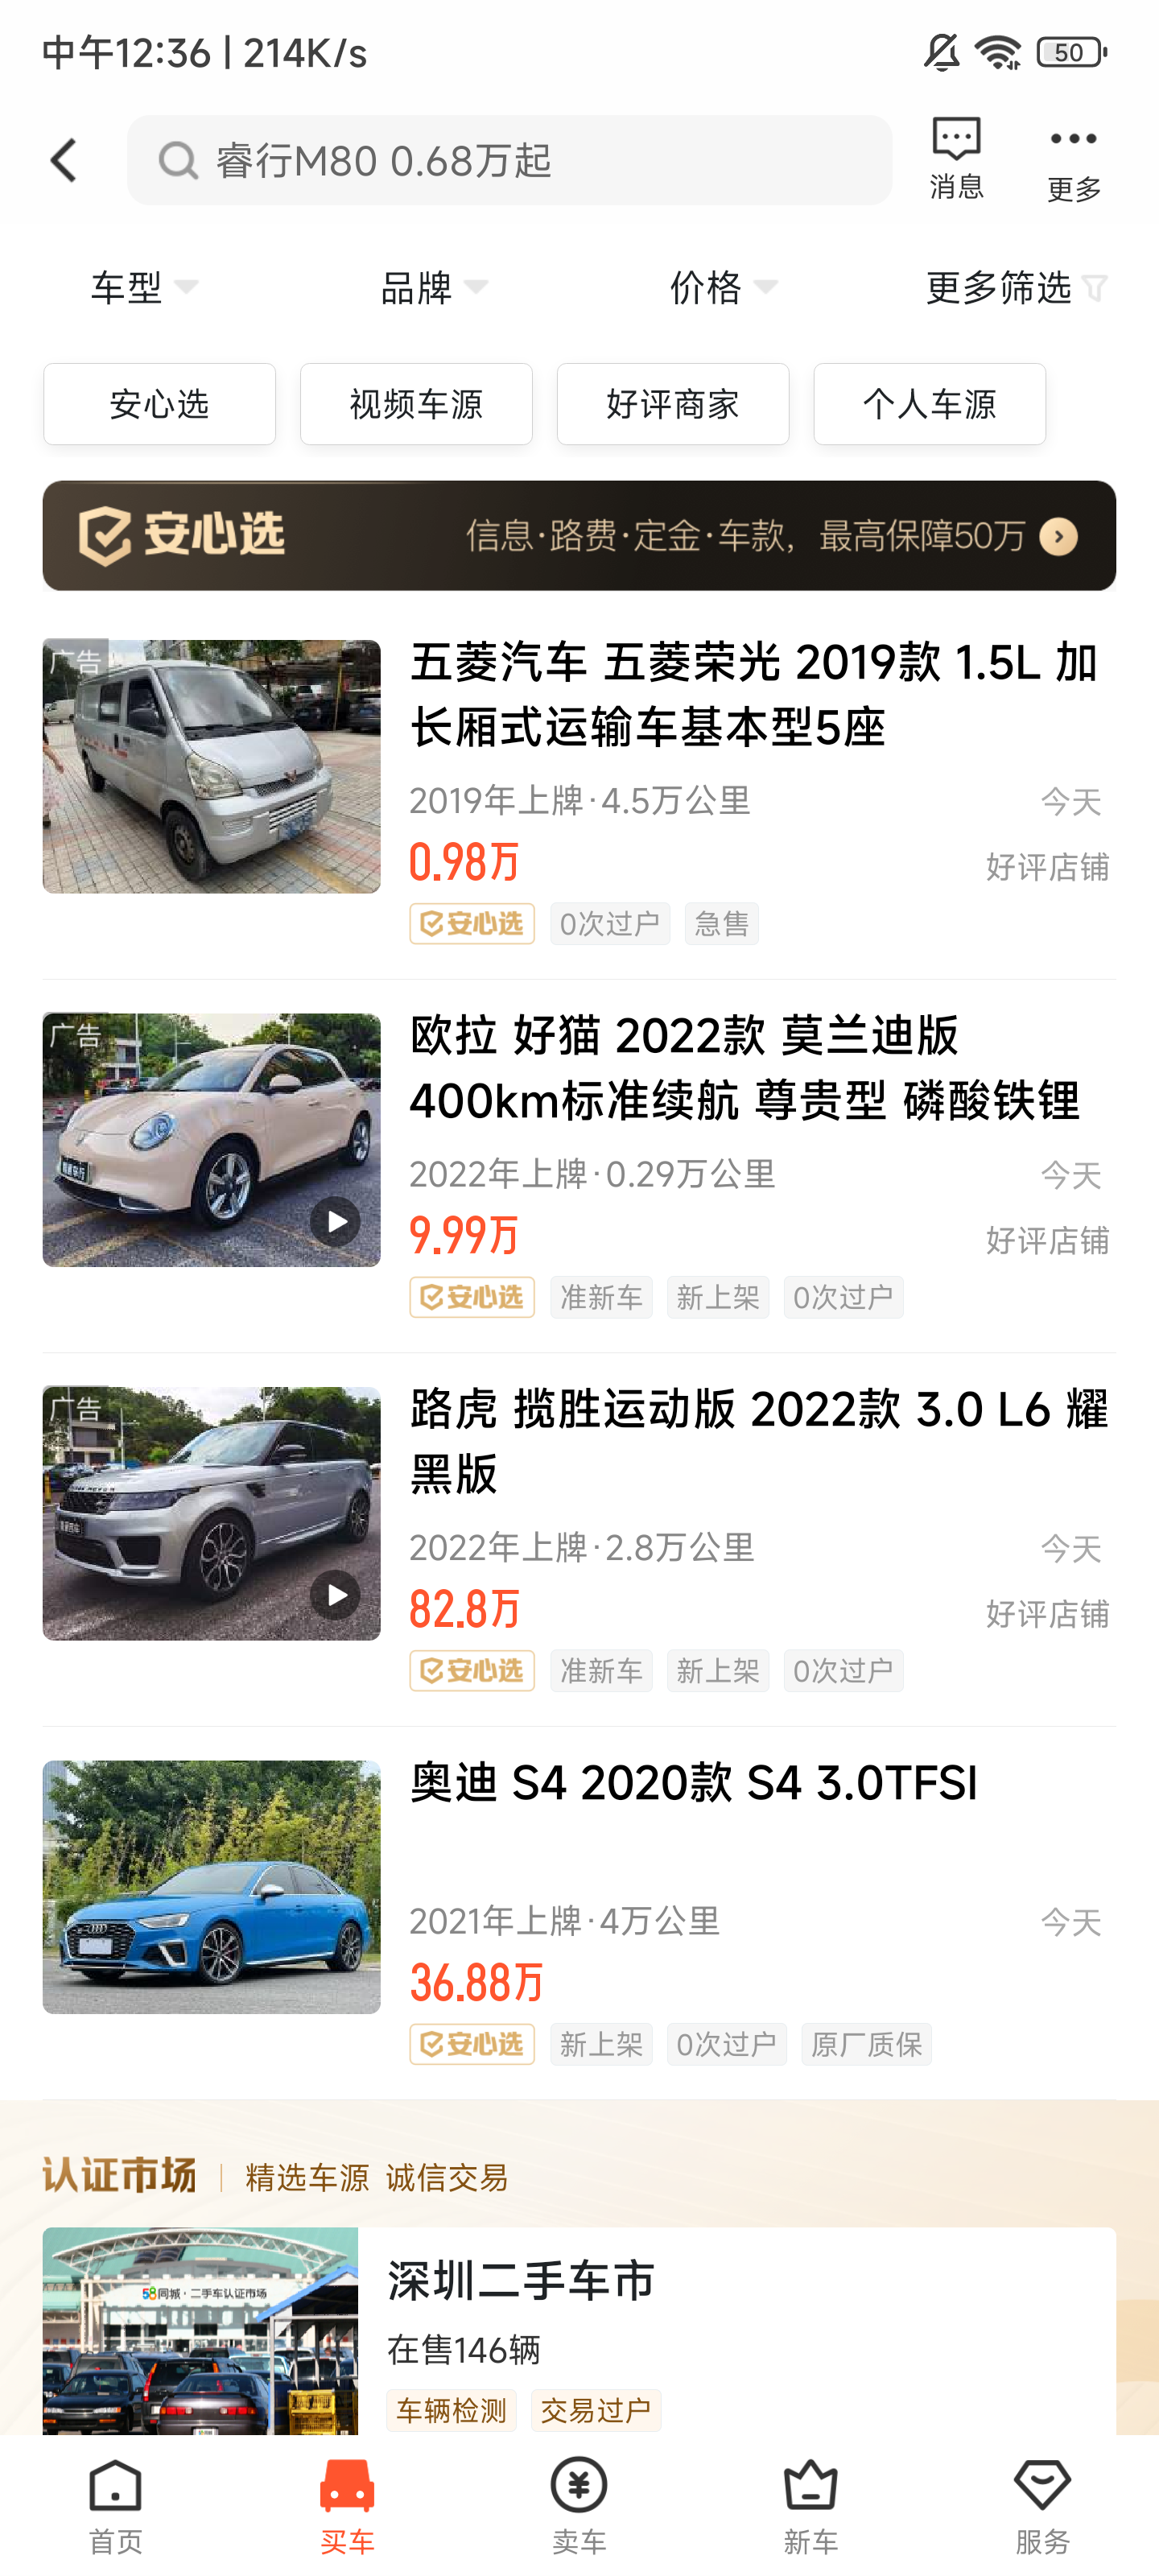 中午12:36 | 214K/s
50
睿行M80 0.68万起
消息
更多
车型
品牌
价格
更多筛选
安心选
视频车源
好评商家
个人车源
安心选
信息·路费·定金·车款，最高保障50万
广告
五菱汽车 五菱荣光 2019款 1.5L 加
长厢式运输车基本型5座
2019年上牌·4.5万公里
今天
0.98万
好评店铺
安心选
0次过户
急售
广告
欧拉 好猫 2022款 莫兰迪版
400km标准续航 尊贵型 磷酸铁锂
2022年上牌·0.29万公里
今天
9.99万
好评店铺
安心选
准新车
新上架
0次过户
广告
路虎 揽胜运动版 2022款 3.0 L6 耀
黑版
2022年上牌·2.8万公里
今天
82.8万
好评店铺
安心选
准新车
新上架
0次过户
奥迪 S4 2020款 S4 3.0TFSI
2021年上牌·4万公里
今天
36.88万
安心选
新上架
0次过户
原厂质保
认证市场
精选车源 诚信交易
58同城·二手车认证市场
深圳二手车市
在售146辆
车辆检测
交易过户
首页
买车
卖车
新车
服务